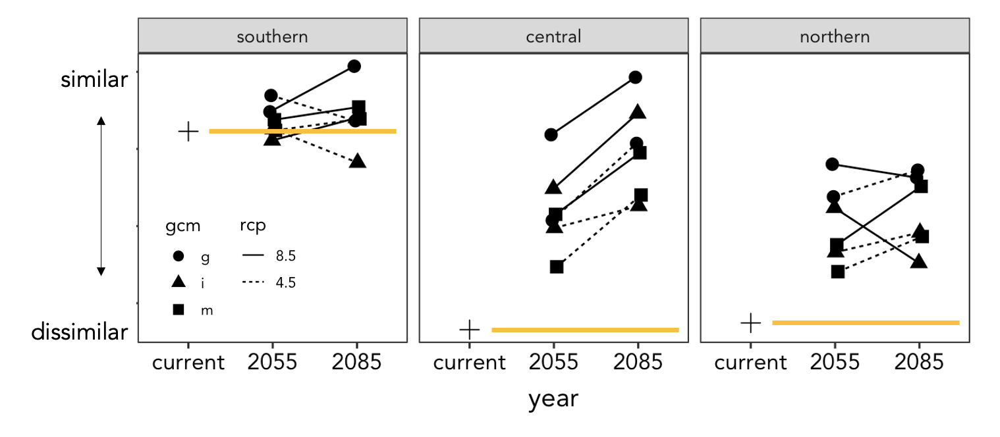 southern central northern
similar
dissimilar
gcm rcp
g 8.5
i 4.5
m
current 2055 2085 current 2055 2085 current 2055 2085
year